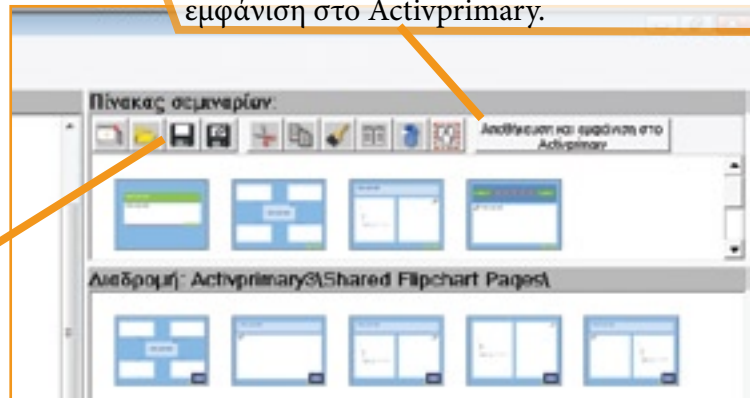 εμφάνιση στο Activprimary.
Πίνακας σεμιναρίων:
Αποθήκευση και εμφάνιση στο
Activprimary
Διαδρομή: Activprimary3\Shared Flipchart Pages\